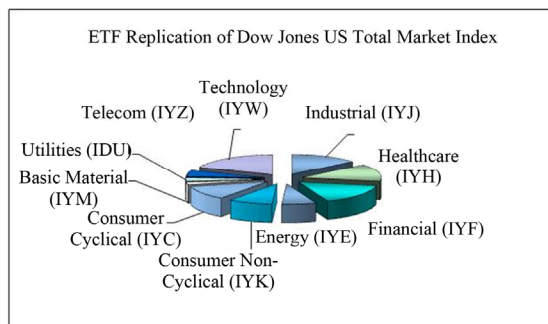 ETF Replication of Dow Jones US Total Market Index
Technology
(IYW)
Telecom (IYZ)
Industrial (IYJ)
Utilities (IDU)
Healthcare
(IYH)
Basic Material
(IYM)
Consumer
Cyclical (IYC)
Financial (IYF)
Energy (IYE)
Consumer Non-
Cyclical (IYK)